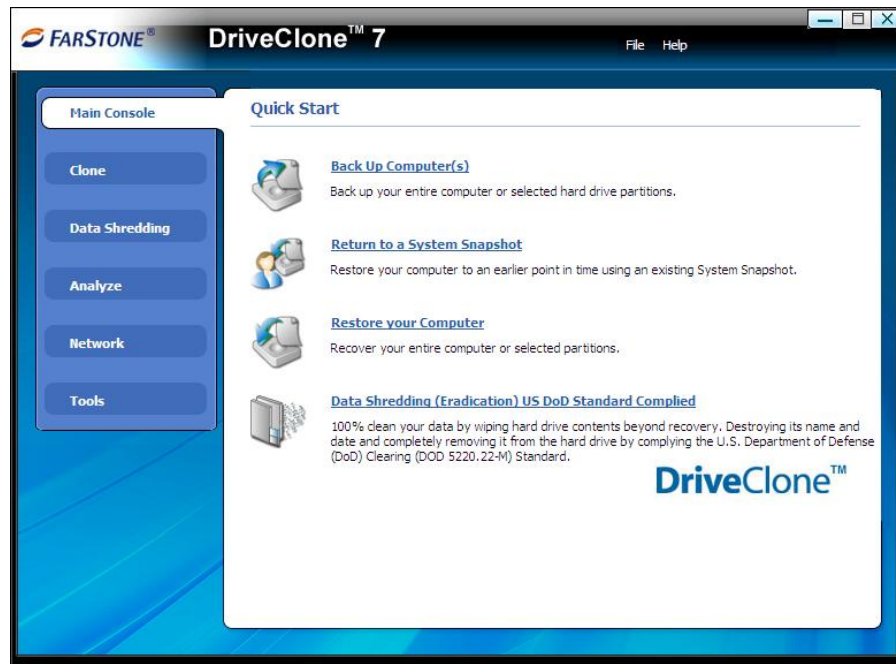 FARSTONE®
DriveClone™ 7
File Help
Main Console
Clone
Data Shredding
Analyze
Network
Tools
Quick Start
Back Up Computer(s)
Back up your entire computer or selected hard drive partitions.
Return to a System Snapshot
Restore your computer to an earlier point in time using an existing System Snapshot.
Restore your Computer
Recover your entire computer or selected partitions.
Data Shredding (Eradication) US DoD Standard Complied
100% clean your data by wiping hard drive contents beyond recovery. Destroying its name and
date and completely removing it from the hard drive by complying the U.S. Department of Defense
(DoD) Clearing (DOD 5220.22-M) Standard.
DriveClone™